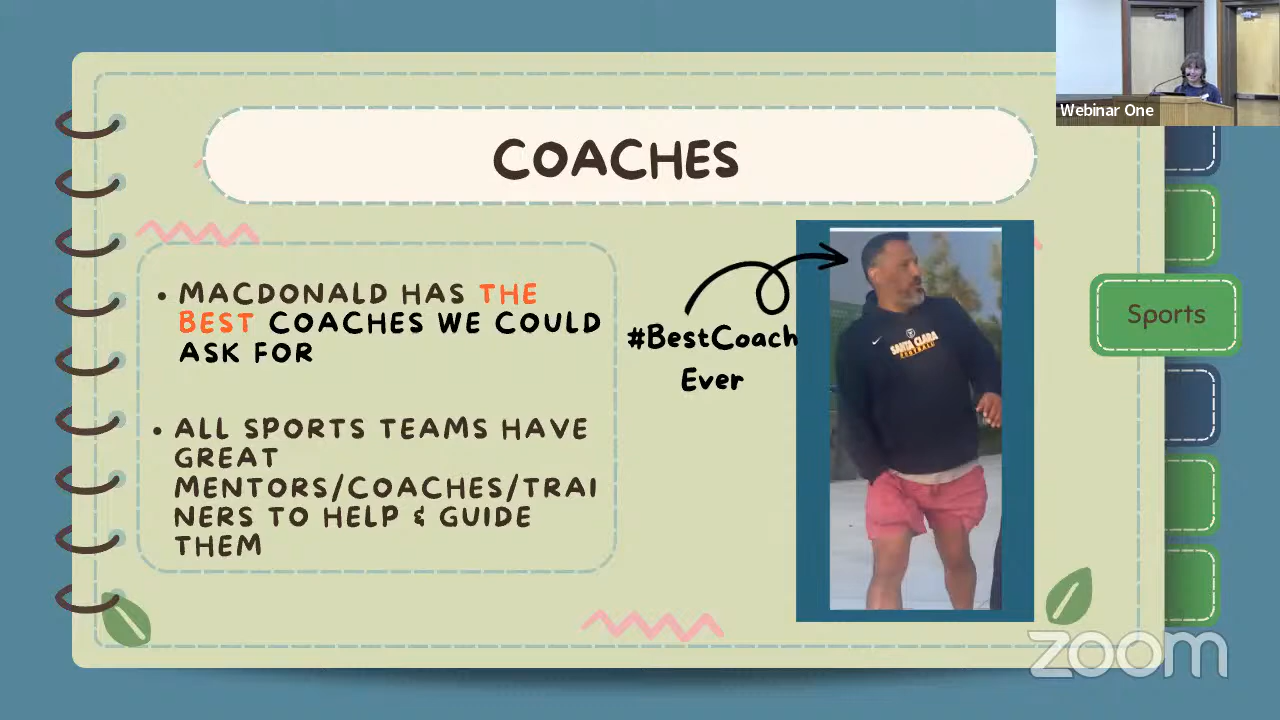 Webinar One
COACHES
MACDONALD HAS THE
BEST COACHES WE COULD
ASK FOR
ALL SPORTS TEAMS HAVE
GREAT
MENTORS/COACHES/TRAI
NERS TO HELP & GUIDE
THEM
#BestCoach
Ever
SANTA CLARA
Sports
zoom